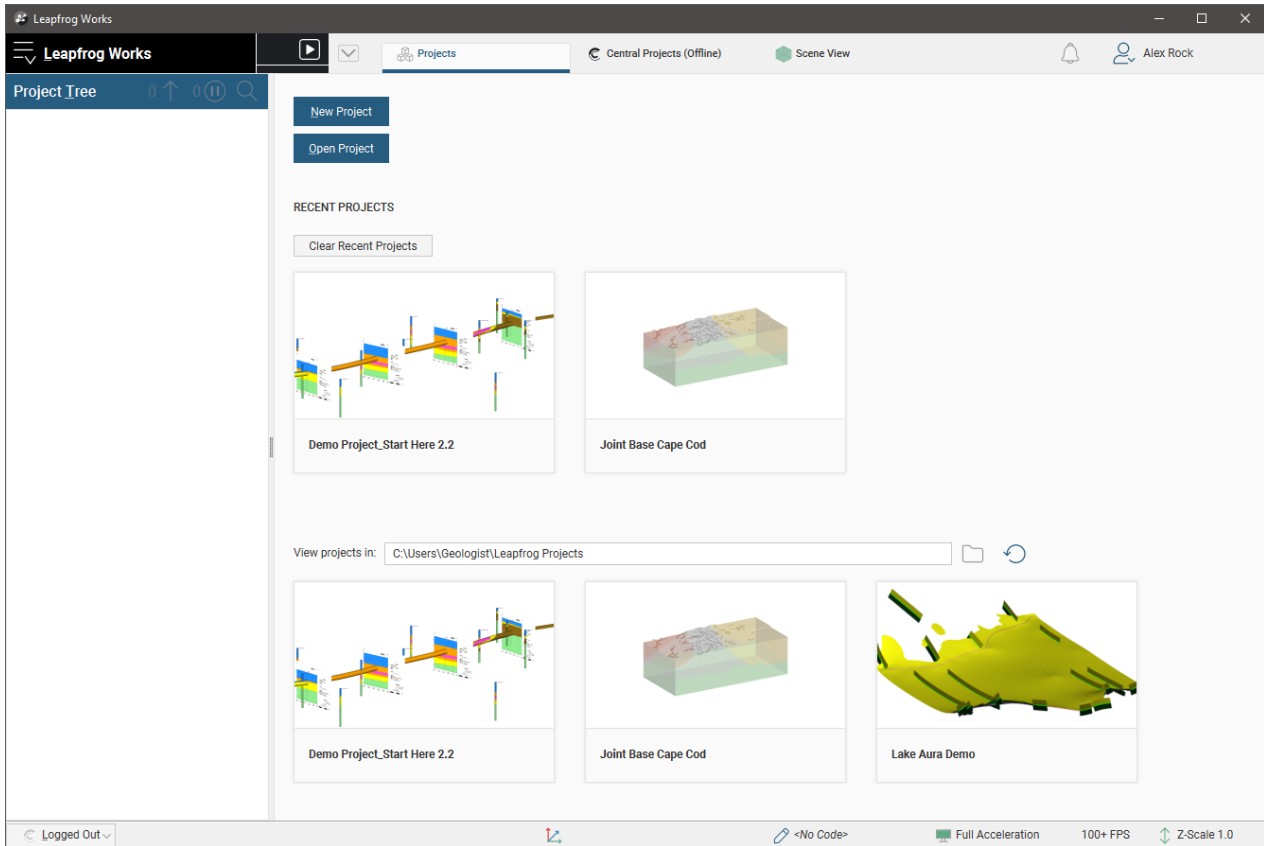 Leapfrog Works
Leapfrog Works
Projects
Central Projects (Offline)
Scene View
Alex Rock
Project Tree
0
0
New Project
Open Project
RECENT PROJECTS
Clear Recent Projects
Demo Project_Start Here 2.2
Joint Base Cape Cod
View projects in:
C:\Users\Geologist\Leapfrog Projects
Demo Project_Start Here 2.2
Joint Base Cape Cod
Lake Aura Demo
Logged Out
<No Code>
Full Acceleration
100+ FPS
Z-Scale 1.0